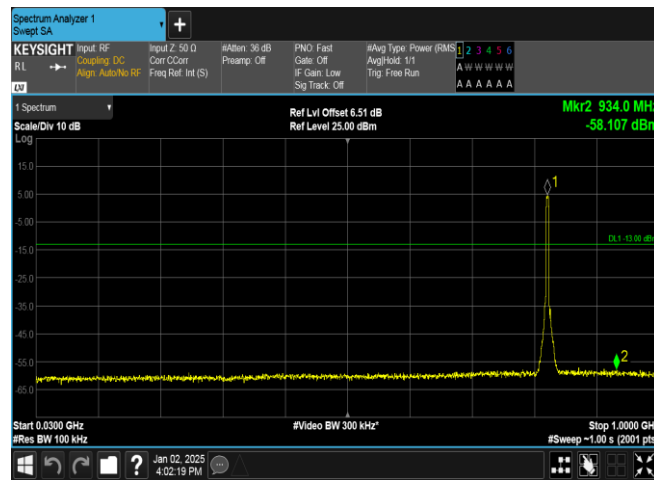 Spectrum Analyzer 1
Swept SA
+
KEYSIGHT Input: RF Input Z: 50 Ω #Atten: 36 dB PNO: Fast #Avg Type: Power (RMS 1 2 3 4 5 6
RL Coupling: DC Corr CCorr Preamp: Off Gate: Off Avg|Hold: 1/1 A W W W W W
Align: Auto/No RF Freq Ref: Int (S) IF Gain: Low Trig: Free Run
LXI Sig Track: Off A A A A A A
1 Spectrum Ref Lvl Offset 6.51 dB Mkr2 934.0 MHz
Scale/Div 10 dB Ref Level 25.00 dBm -58.107 dBm
Log
15.0
1
5.00
-5.00
DL1 -13.00 dBm
-15.0
-25.0
-35.0
-45.0
-55.0
2
-65.0
Start 0.0300 GHz #Video BW 300 kHz* Stop 1.0000 GH
#Res BW 100 kHz #Sweep ~1.00 s (2001 pts
? Jan 02, 2025
4:02:19 PM